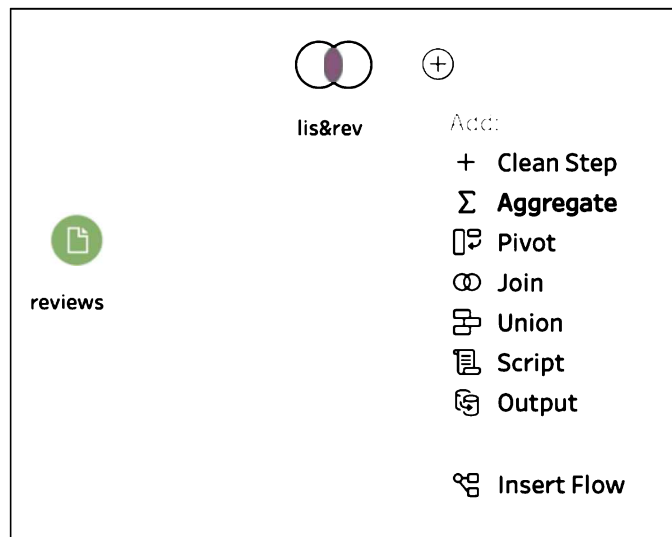 lis&rev
Add:
Clean Step
Aggregate
Pivot
reviews
Join
Union
Script
Output
Insert Flow